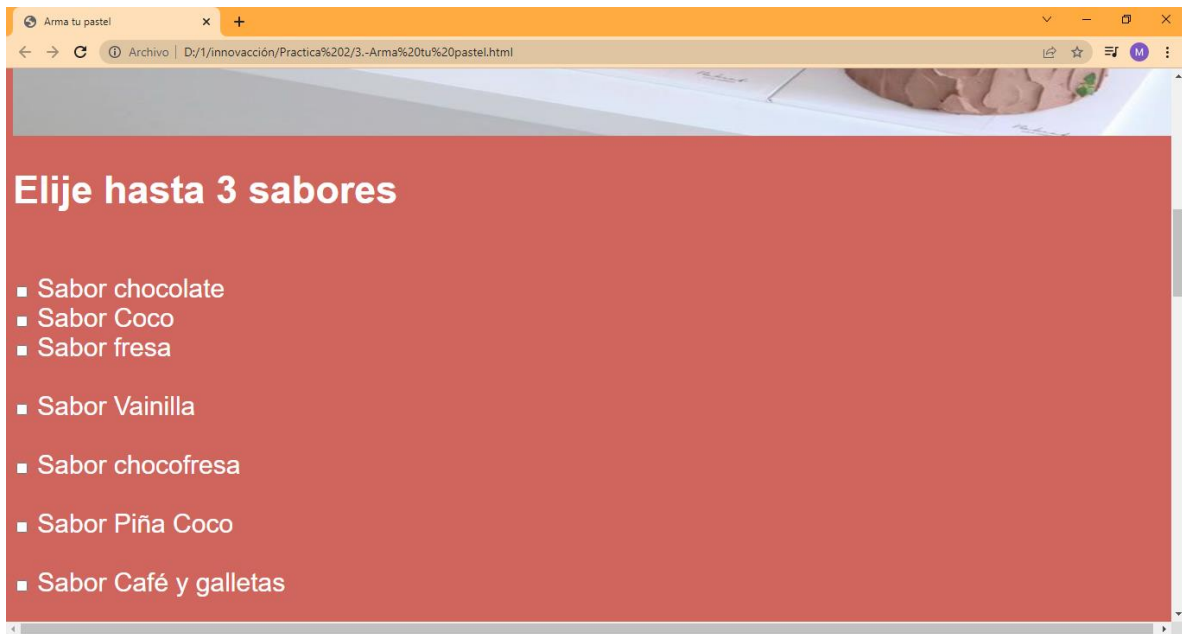 Arma tu pastel
Archivo | D:/1/innovacción/Practica%202/3.-Arma%20tu%20pastel.html
M
Elije hasta 3 sabores
Sabor chocolate
Sabor Coco
Sabor fresa
Sabor Vainilla
Sabor chocofresa
Sabor Piña Coco
Sabor Café y galletas